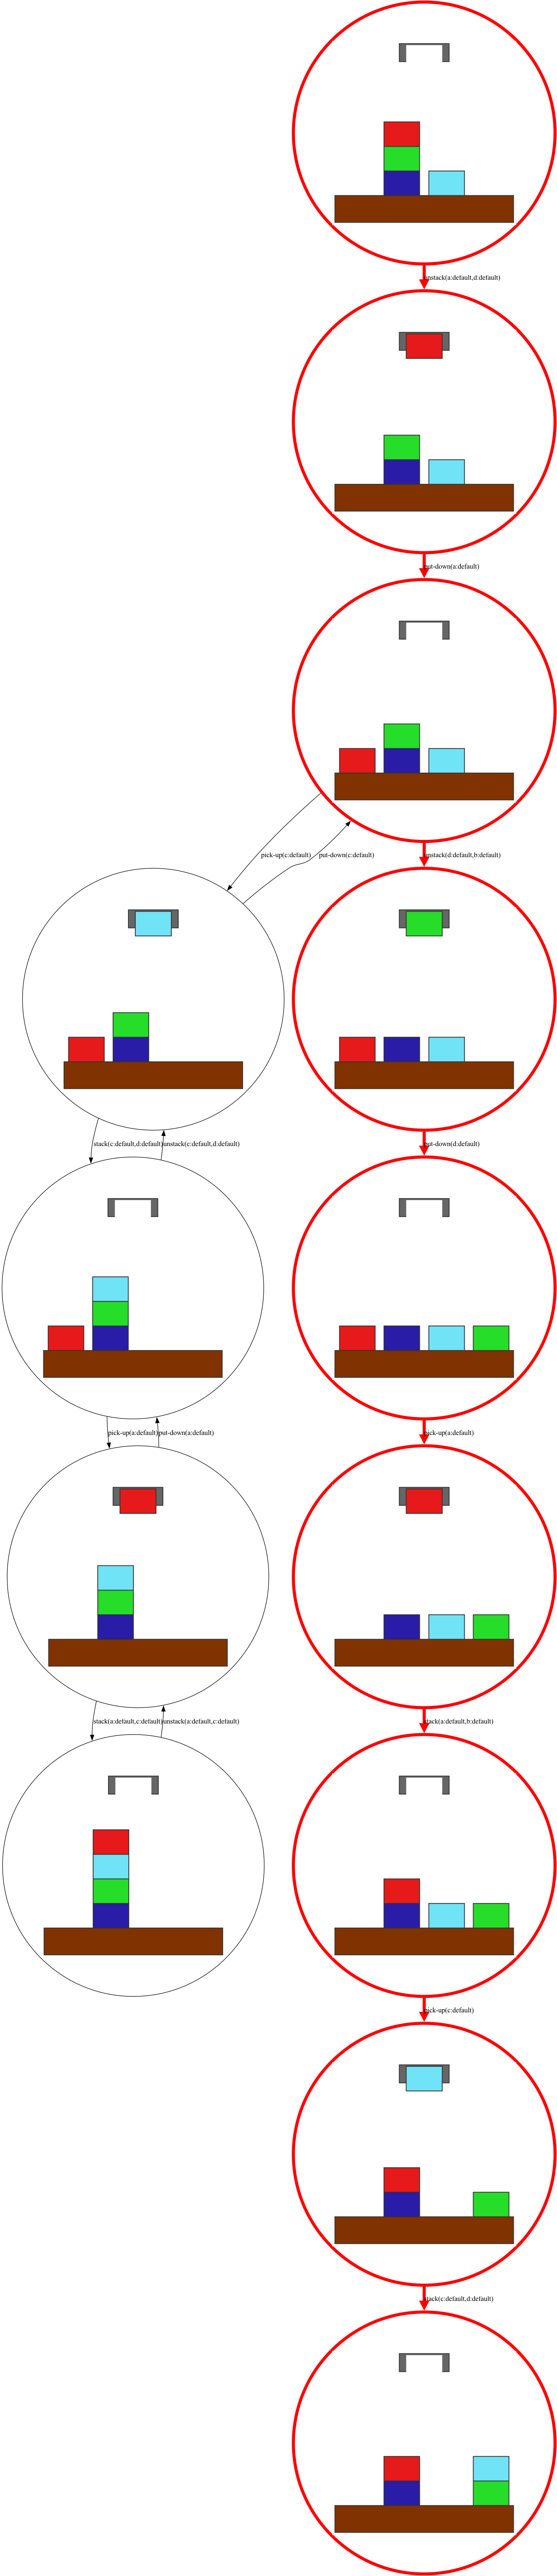 unstack(a:default,d:default)
put-down(a:default)
pick-up(c:default)
put-down(c:default)
unstack(d:default,b:default)
stack(c:default,d:default)
unstack(c:default,d:default)
put-down(d:default)
pick-up(a:default)
put-down(a:default)
pick-up(a:default)
stack(a:default,c:default)
unstack(a:default,c:default)
stack(a:default,b:default)
pick-up(c:default)
stack(c:default,d:default)